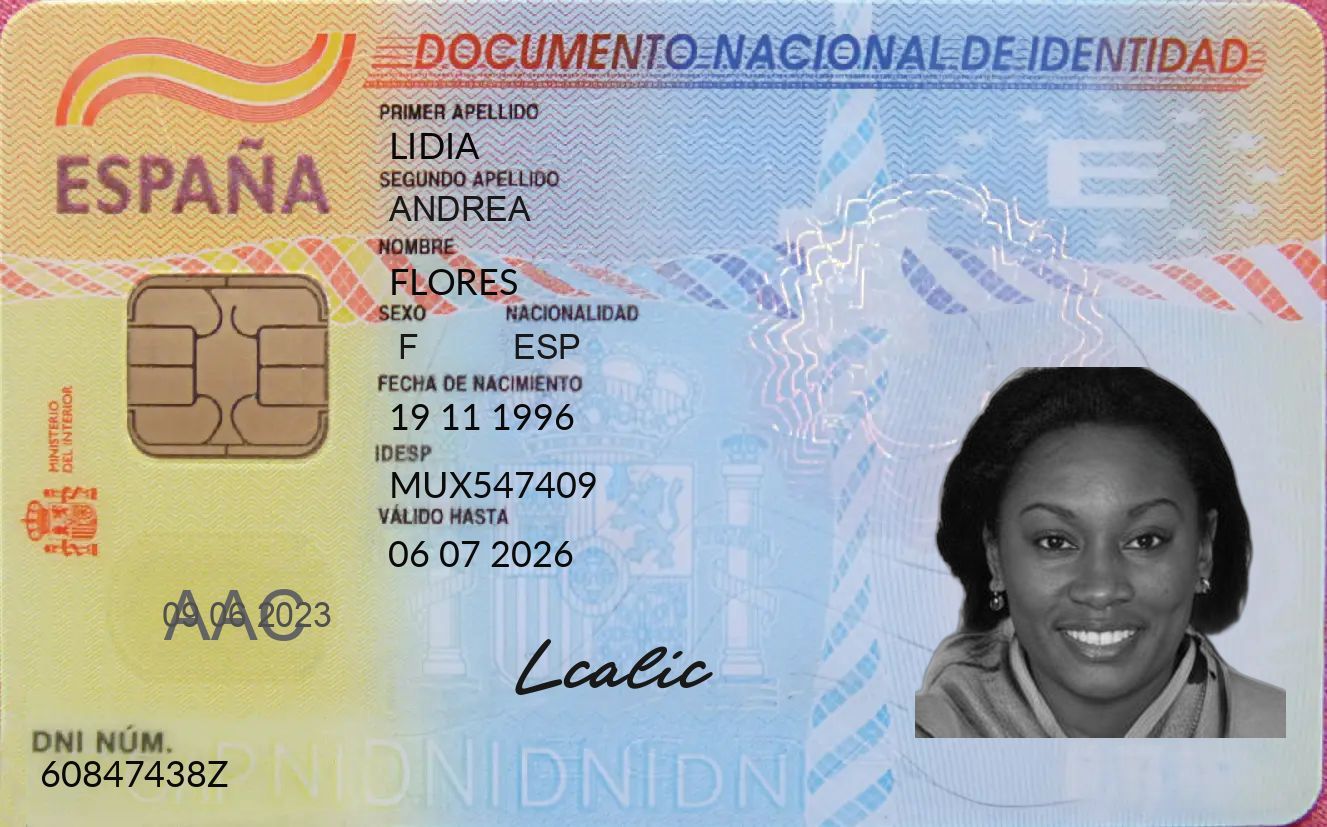 DOCUMENTO NACIONAL DE IDENTIDAD
ESPAÑA
PRIMER APELLIDO
LIDIA
SEGUNDO APELLIDO
ANDREA
NOMBRE
FLORES
SEXO NACIONALIDAD
F ESP
FECHA DE NACIMIENTO
19 11 1996
IDESP
MUX547409
VÁLIDO HASTA
06 07 2026
MINISTERIO
DEL INTERIOR
E
AAC
09 06 2023
Lcalic
DNI NÚM.
60847438Z
DNIDNIDNIDNI